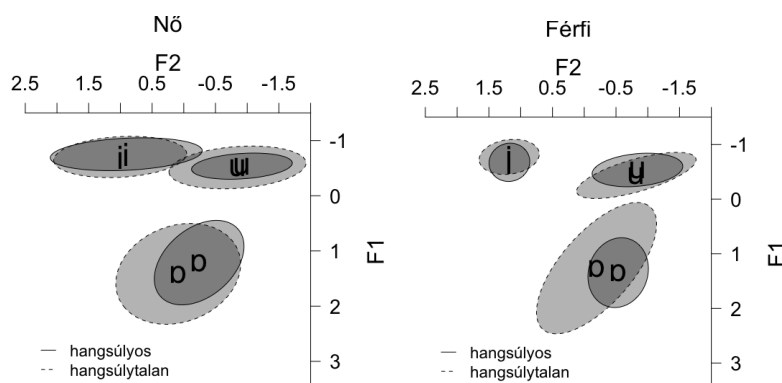 Nő
F2
2.5 1.5 0.5 -0.5 -1.5
-1
0
1
2
3
F1
i i
u u
ɒ ɒ
hangsúlyos
hangsúlytalan
Férfi
F2
2.5 1.5 0.5 -0.5 -1.5
-1
0
1
2
3
F1
i
u u
ɒ ɒ
hangsúlyos
hangsúlytalan